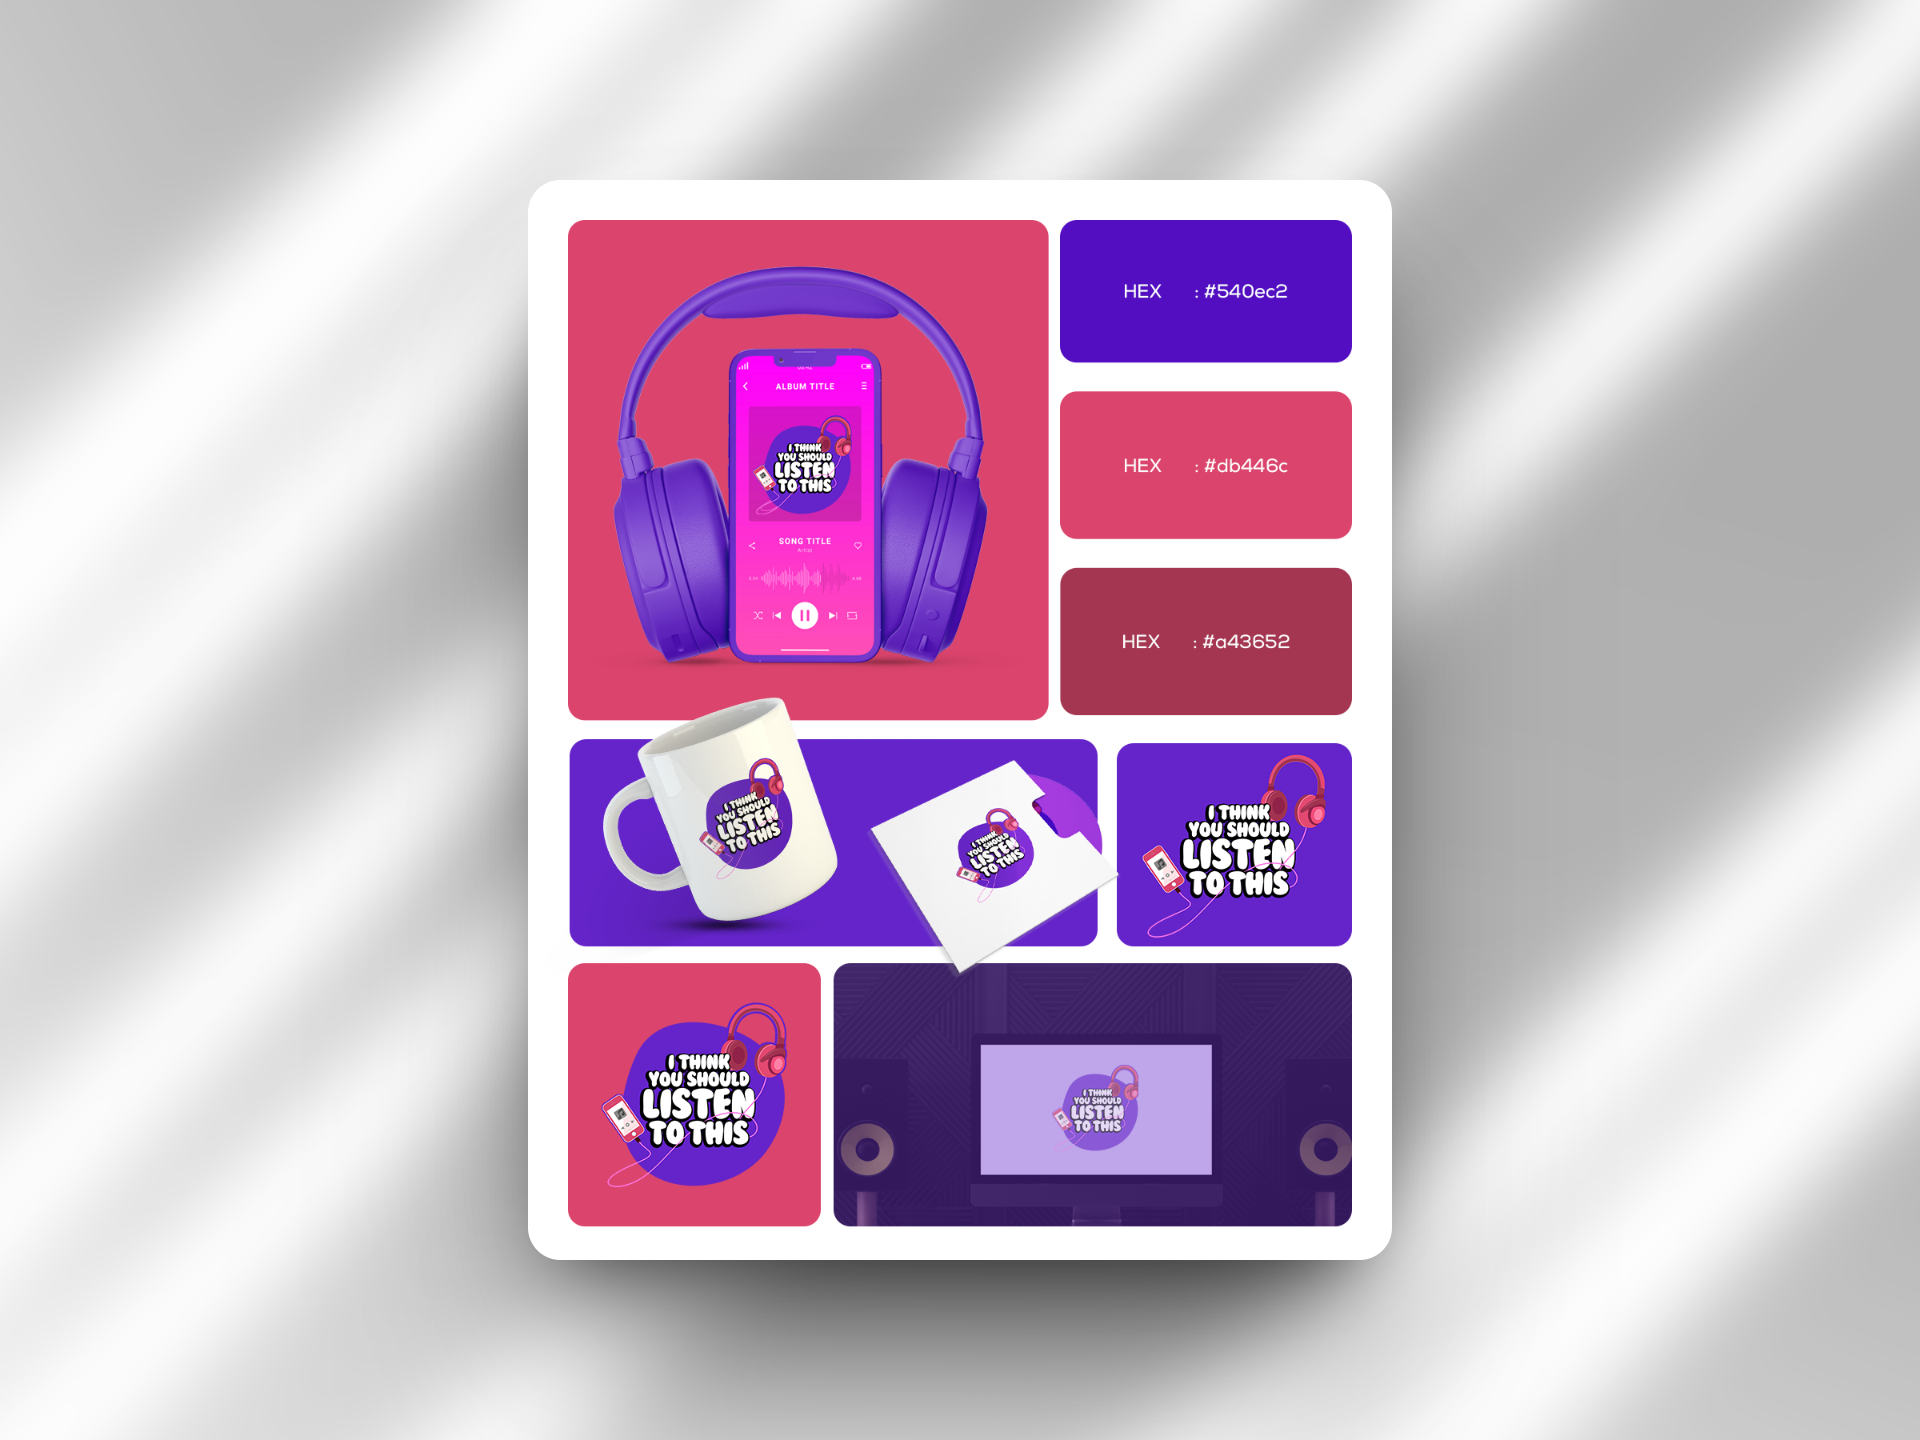 ALBUM TITLE
I THINK
YOU SHOULD
LISTEN
TO THIS
SONG TITLE
Artist
HEX : #540ec2
HEX : #db446c
HEX : #a43652
I THINK
YOU SHOULD
LISTEN
TO THIS
I THINK
YOU SHOULD
LISTEN
TO THIS
I THINK
YOU SHOULD
LISTEN
TO THIS
I THINK
YOU SHOULD
LISTEN
TO THIS
I THINK
YOU SHOULD
LISTEN
TO THIS